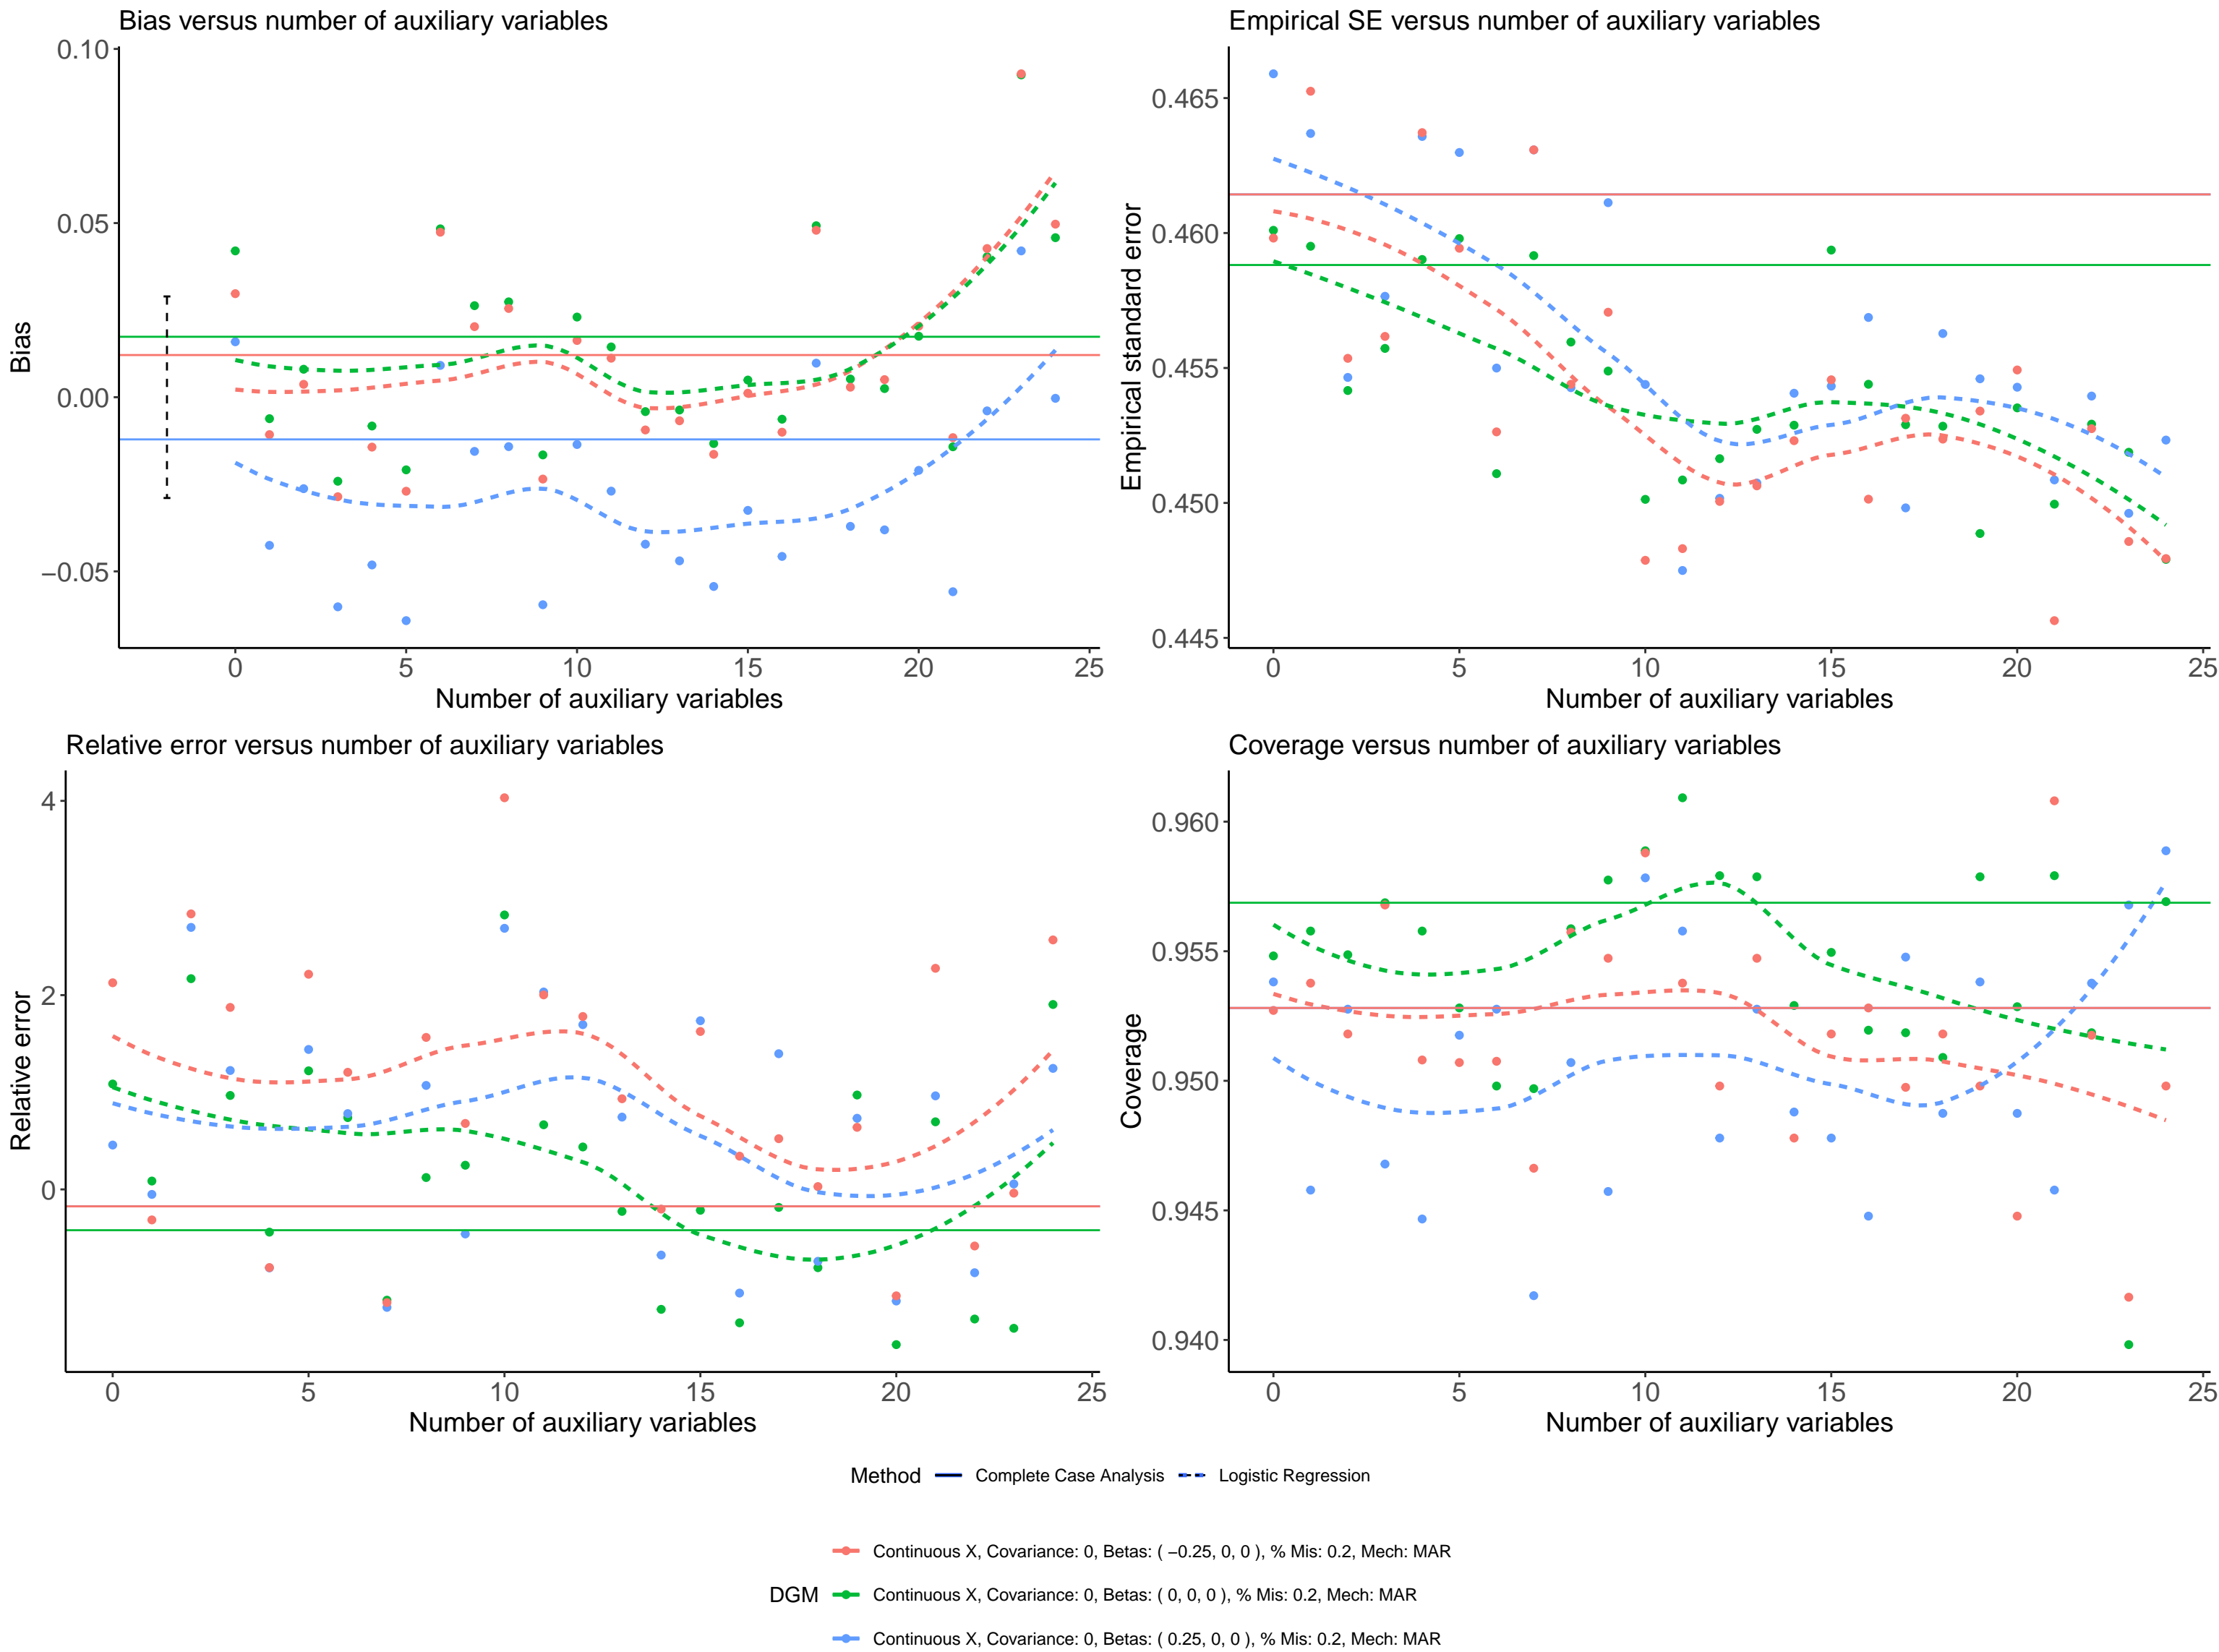 Bias versus number of auxiliary variables
0.10
0.05
0.00
−0.05
Bias
0 5 10 15 20 25
Number of auxiliary variables
Empirical SE versus number of auxiliary variables
0.465
0.460
0.455
0.450
0.445
Empirical standard error
0 5 10 15 20 25
Number of auxiliary variables
Relative error versus number of auxiliary variables
4
2
0
Relative error
0 5 10 15 20 25
Number of auxiliary variables
Coverage versus number of auxiliary variables
0.960
0.955
0.950
0.945
0.940
Coverage
0 5 10 15 20 25
Number of auxiliary variables
Method Complete Case Analysis Logistic Regression
DGM
Continuous X, Covariance: 0, Betas: ( −0.25, 0, 0 ), % Mis: 0.2, Mech: MAR
Continuous X, Covariance: 0, Betas: ( 0, 0, 0 ), % Mis: 0.2, Mech: MAR
Continuous X, Covariance: 0, Betas: ( 0.25, 0, 0 ), % Mis: 0.2, Mech: MAR